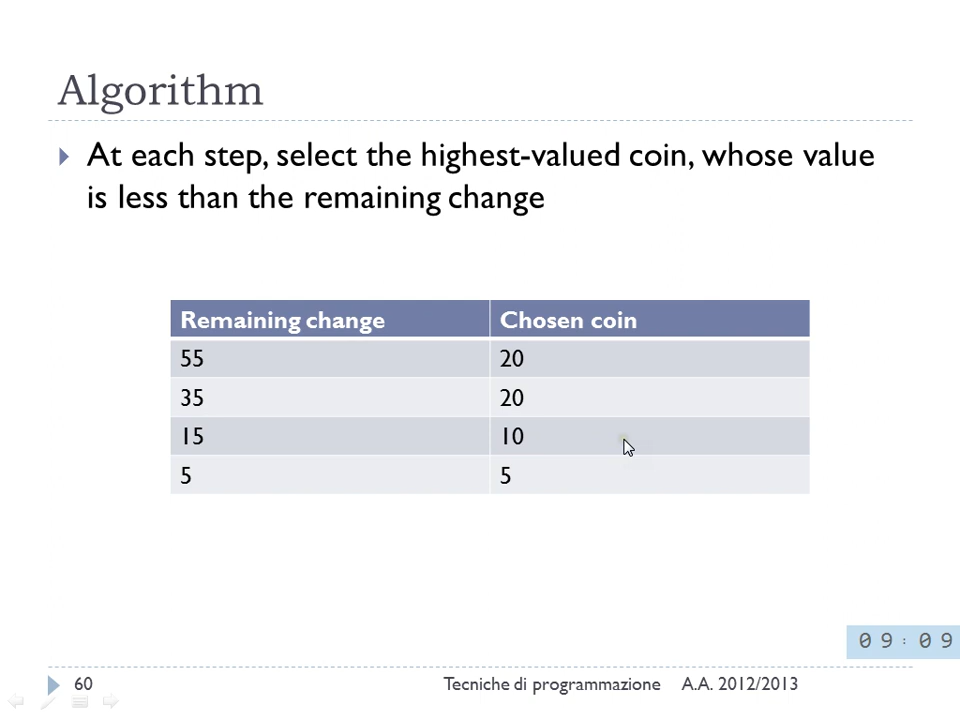 Algorithm
At each step, select the highest-valued coin, whose value
is less than the remaining change
Remaining change Chosen coin
55 20
35 20
15 10
5 5
09:09
60 Tecniche di programmazione A.A. 2012/2013